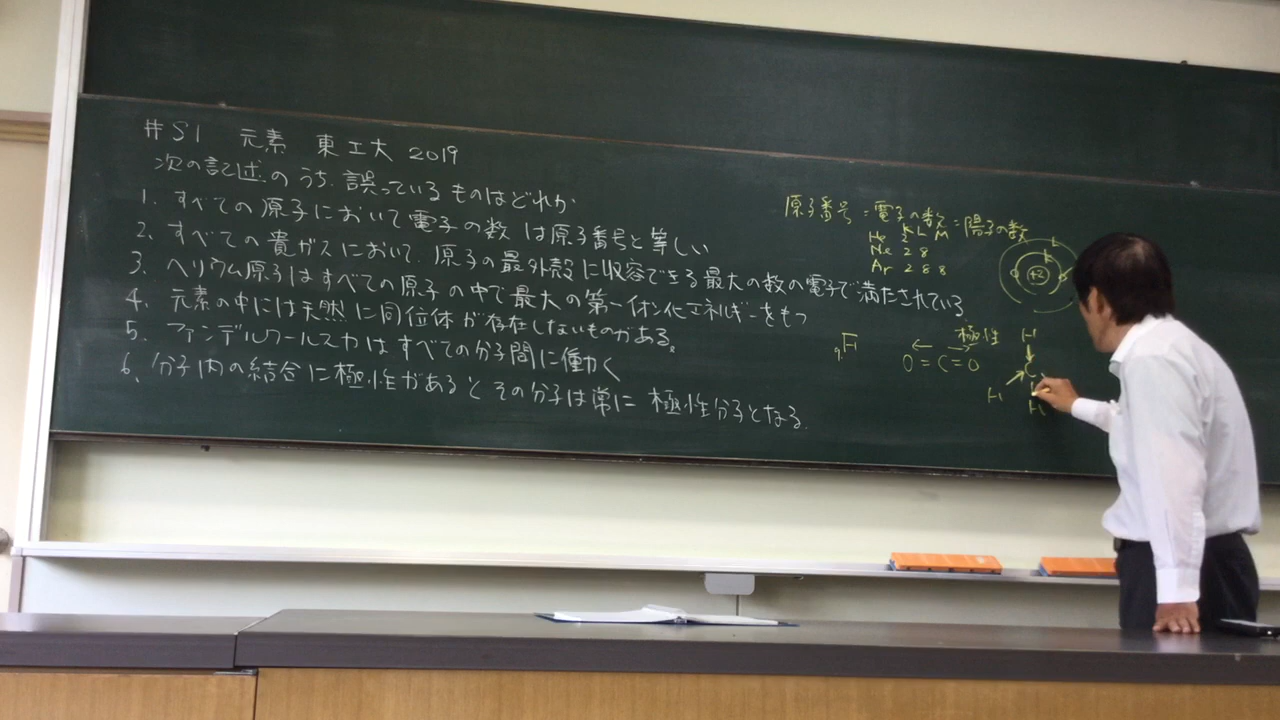 #S1 元素 東工大 2019
次の記述のうち、誤っているものはどれか
1. すべての原子において電子の数は原子番号と等しい
2. すべての貴ガスにおいて、原子の最外殻に収容できる最大の数の電子で満たされている
3. ヘリウム原子はすべての原子の中で最大の第一イオン化エネルギーをもつ
4. 元素の中には天然に同位体が存在しないものがある。
5. ファンデルワールス力はすべての分子間に働く
6. 分子内の結合に極性があるとその分子は常に極性分子となる.
原子番号=電子の数=陽子の数
K L M
He 2
Ne 2 8
Ar 2 8 8
L
K
+2
9F
極性
O=C=O
H
C
H
H